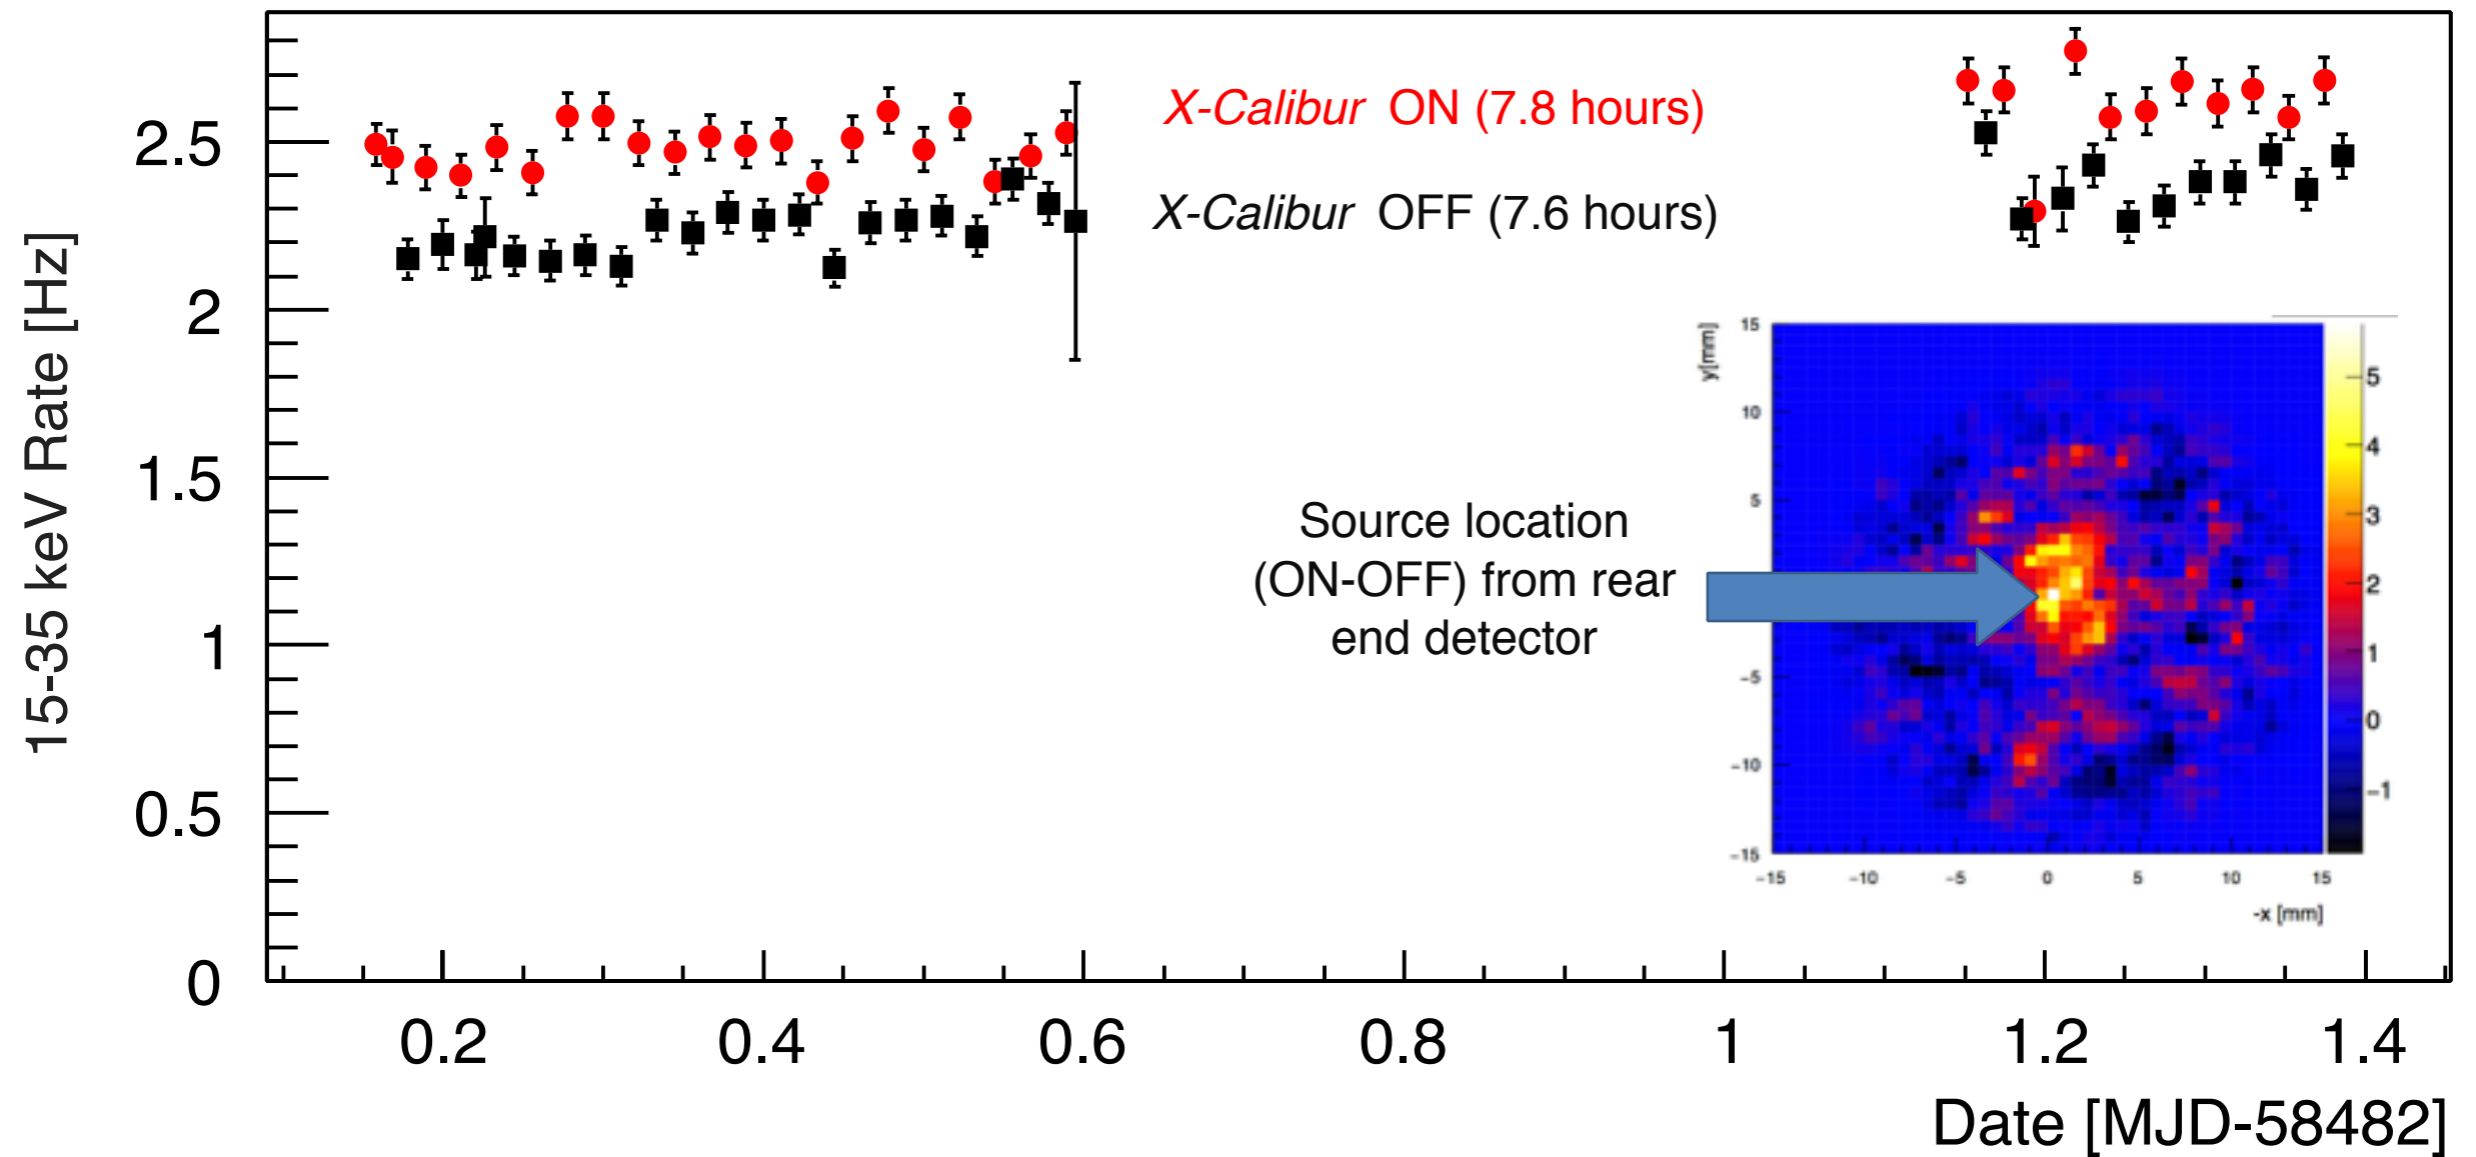 15-35 keV Rate [Hz]
2.5
2
1.5
1
0.5
0
X-Calibur ON (7.8 hours)
X-Calibur OFF (7.6 hours)
Source location
(ON-OFF) from rear
end detector
y[mm]
15
10
5
-5
-10
-15
-15 -10 -5 0 5 10 15
-x [mm]
5
4
3
2
1
0
-1
0.2 0.4 0.6 0.8 1 1.2 1.4
Date [MJD-58482]